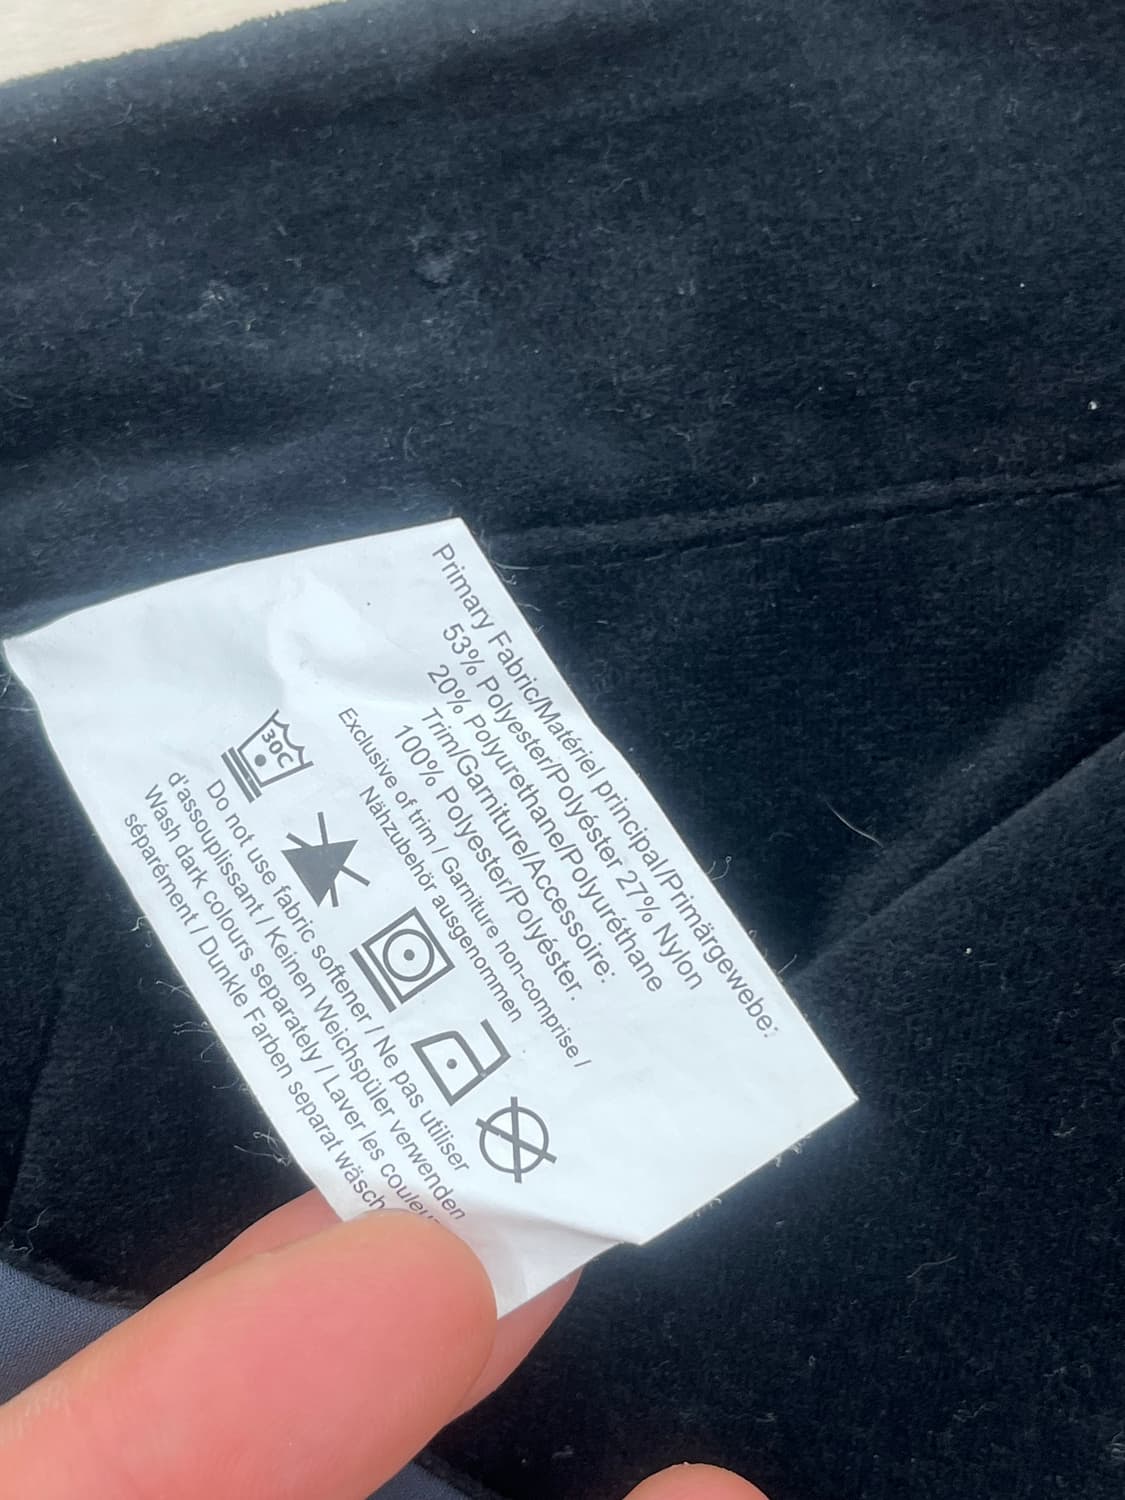 Primary Fabric/Matériel principal/Primärgewebe:
53% Polyester/Polyéster 27% Nylon
20% Polyurethane/Polyuréthane
Trim/Garniture/Accessoire:
100% Polyester/Polyéster.
Exclusive of trim / Garniture non-comprise /
Nähzubehör ausgenommen
30C
Do not use fabric softener / Ne pas utiliser
d'assouplissant / Keinen Weichspüler verwenden
Wash dark colours separately / Laver les
séparément / Dunkle Farben separat